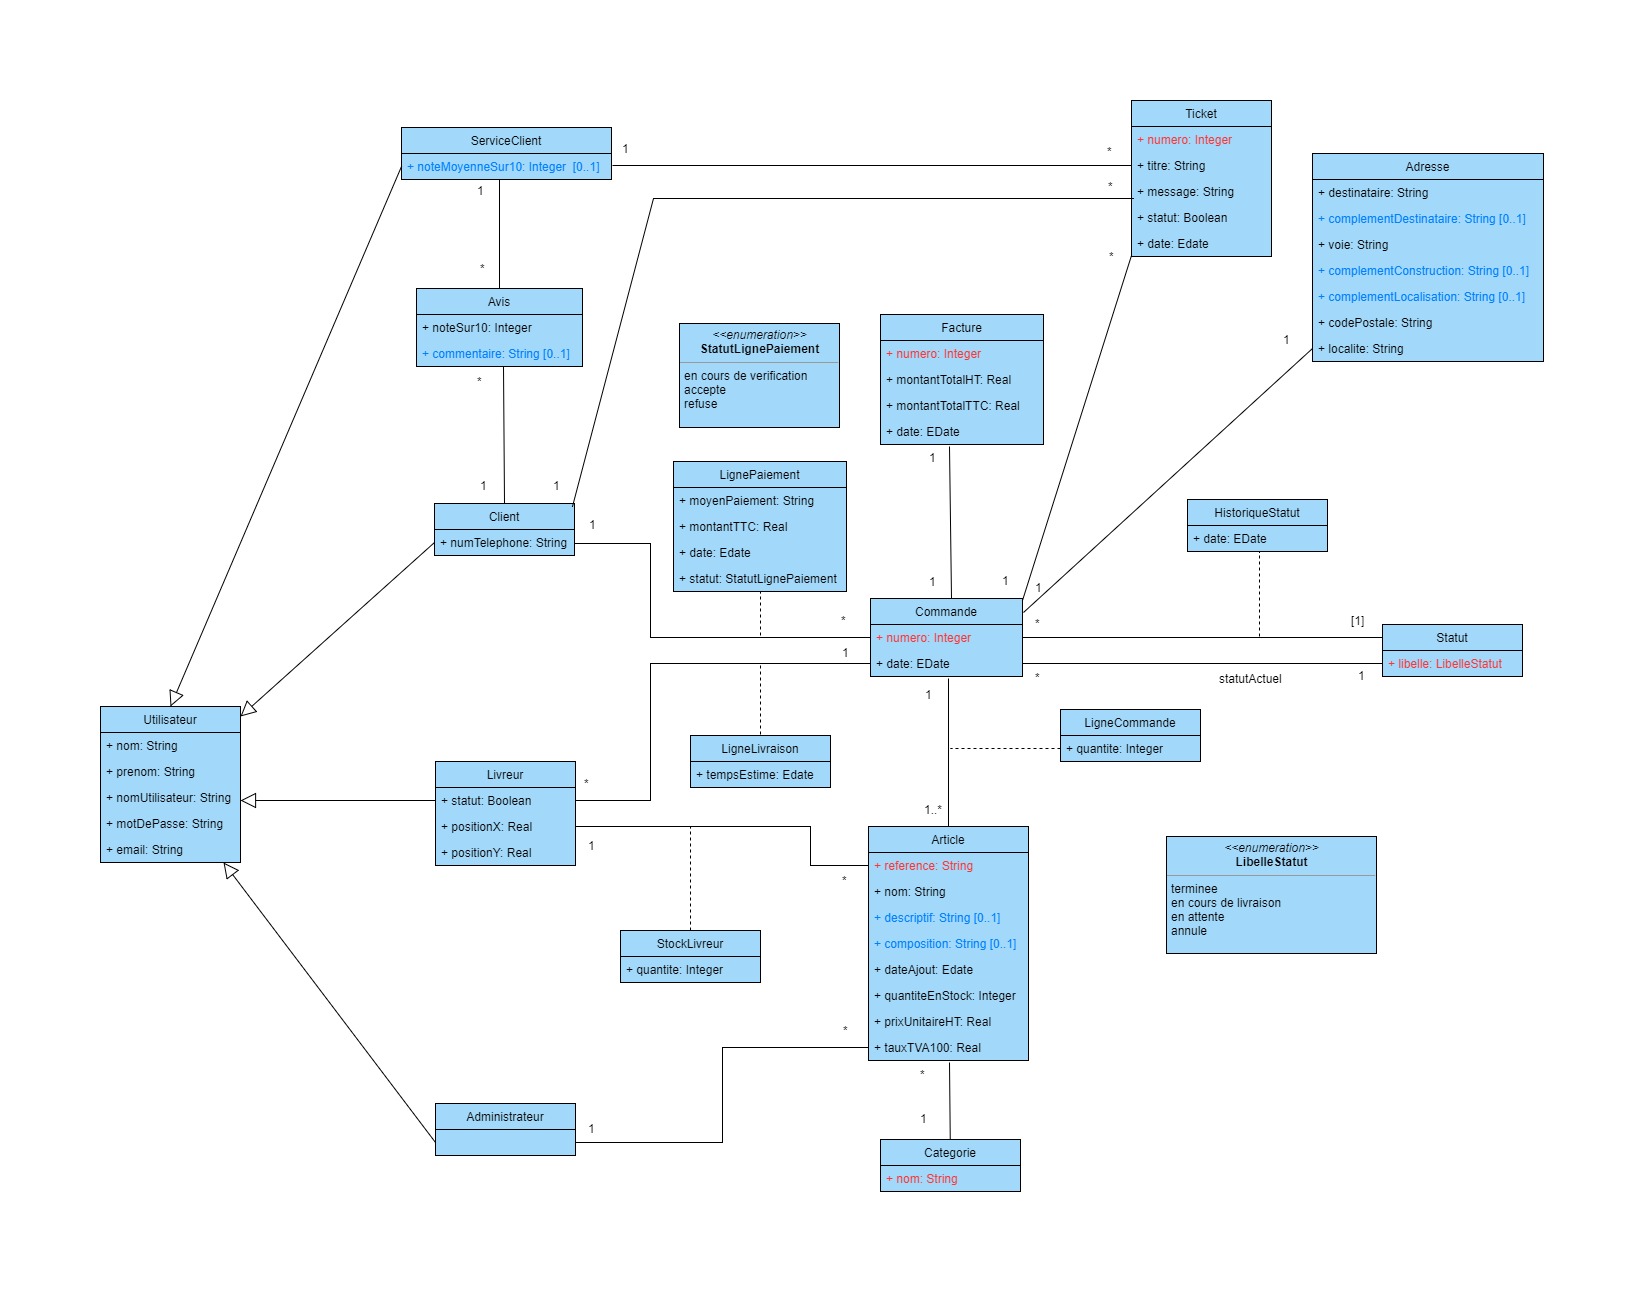 ServiceClient
+ noteMoyenneSur10: Integer [0..1]
1
*
1
*
Ticket
+ numero: Integer
+ titre: String
+ message: String
+ statut: Boolean
+ date: Edate
*
*
Adresse
+ destinataire: String
+ complementDestinataire: String [0..1]
+ voie: String
+ complementConstruction: String [0..1]
+ complementLocalisation: String [0..1]
+ codePostale: String
+ localite: String
1
Avis
+ noteSur10: Integer
+ commentaire: String [0..1]
*
1
1
<<enumeration>>
StatutLignePaiement
en cours de verification
accepte
refuse
Facture
+ numero: Integer
+ montantTotalHT: Real
+ montantTotalTTC: Real
+ date: EDate
1
1
1
1
LignePaiement
+ moyenPaiement: String
+ montantTTC: Real
+ date: Edate
+ statut: StatutLignePaiement
Client
+ numTelephone: String
1
*
HistoriqueStatut
+ date: EDate
Commande
+ numero: Integer
+ date: EDate
*
[1]
1
*
statutActuel
1
Statut
+ libelle: LibelleStatut
1
1..*
LigneCommande
+ quantite: Integer
Utilisateur
+ nom: String
+ prenom: String
+ nomUtilisateur: String
+ motDePasse: String
+ email: String
LigneLivraison
+ tempsEstime: Edate
Livreur
+ statut: Boolean
+ positionX: Real
+ positionY: Real
*
1
*
Article
+ reference: String
+ nom: String
+ descriptif: String [0..1]
+ composition: String [0..1]
+ dateAjout: Edate
+ quantiteEnStock: Integer
+ prixUnitaireHT: Real
+ tauxTVA100: Real
<<enumeration>>
LibelleStatut
terminee
en cours de livraison
en attente
annule
StockLivreur
+ quantite: Integer
*
*
1
Administrateur
1
Categorie
+ nom: String